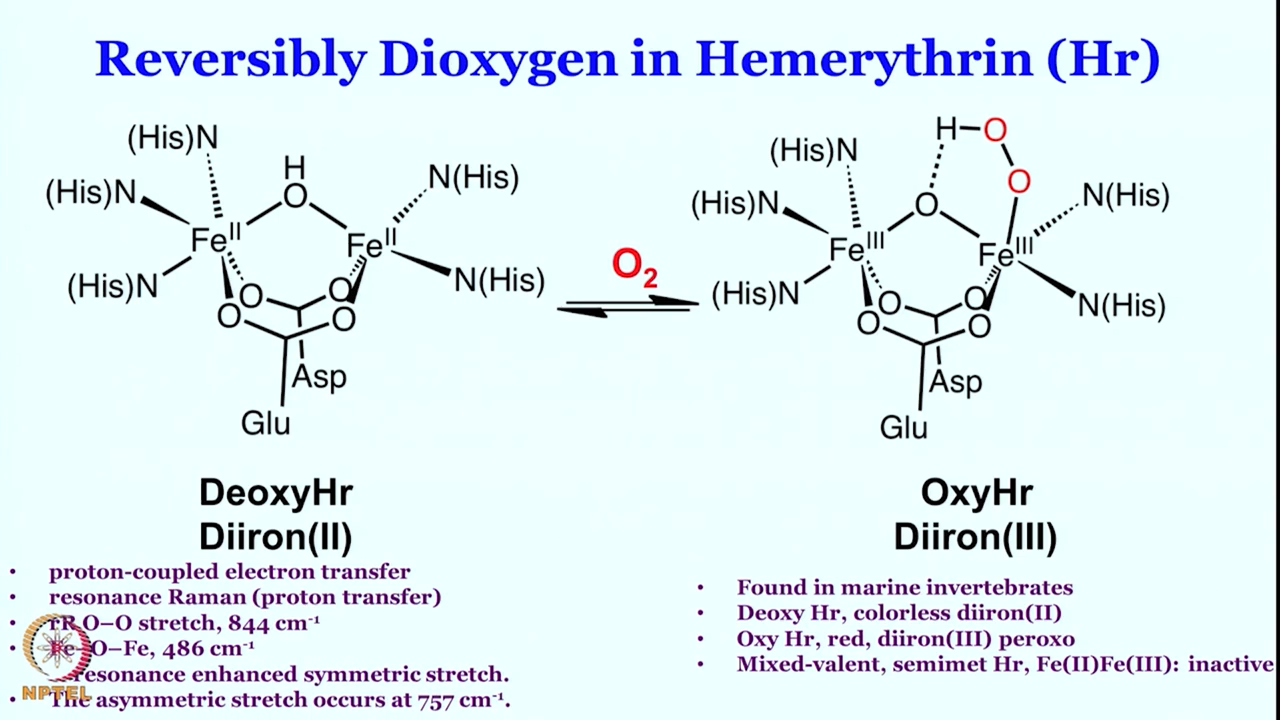 Reversibly Dioxygen in Hemerythrin (Hr)
(His)N
(His)N
(His)N
H
O
Fe II
Fe II
N(His)
N(His)
O
O
O
O
Asp
Glu
O2
(His)N
(His)N
(His)N
H–O
O
O
Fe III
Fe III
N(His)
N(His)
O
O
O
O
Asp
Glu
DeoxyHr
Diiron(II)
OxyHr
Diiron(III)
• proton-coupled electron transfer
• resonance Raman (proton transfer)
• rR O–O stretch, 844 cm-1
• Fe–O–Fe, 486 cm-1
resonance enhanced symmetric stretch.
• The asymmetric stretch occurs at 757 cm-1.
• Found in marine invertebrates
• Deoxy Hr, colorless diiron(II)
• Oxy Hr, red, diiron(III) peroxo
• Mixed-valent, semimet Hr, Fe(II)Fe(III): inactive
NPTEL